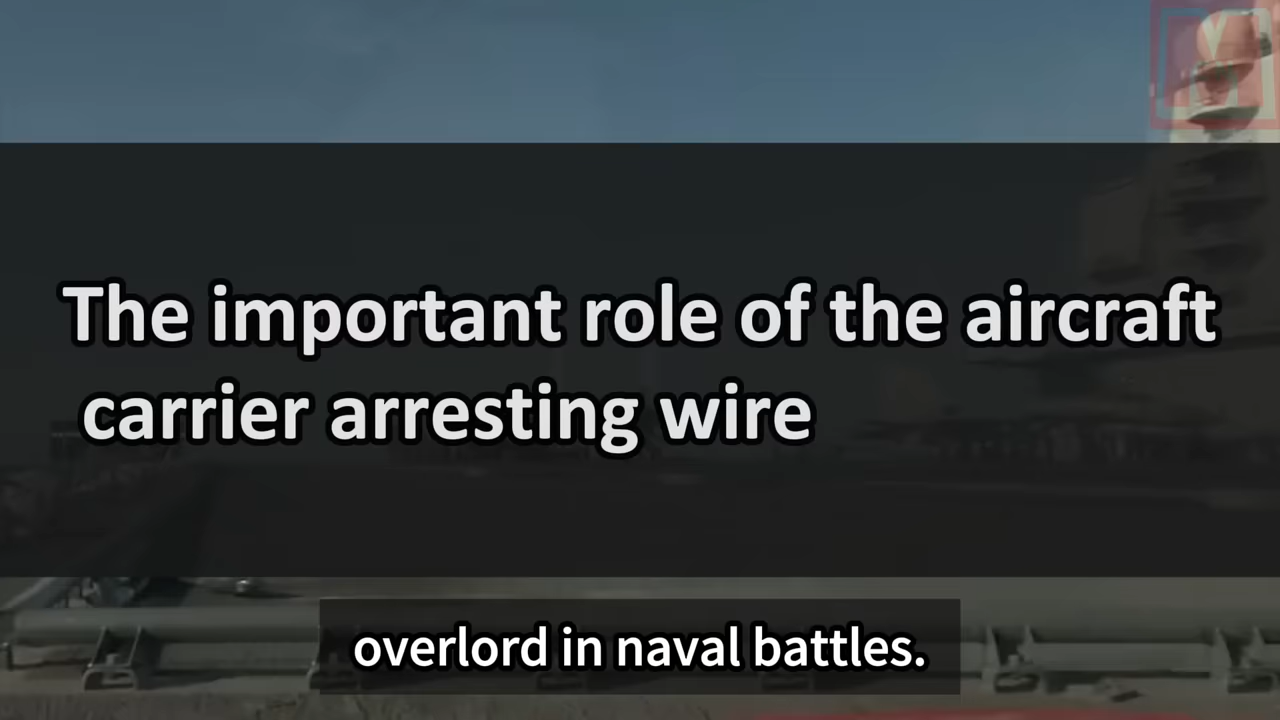 The important role of the aircraft
carrier arresting wire
overlord in naval battles.